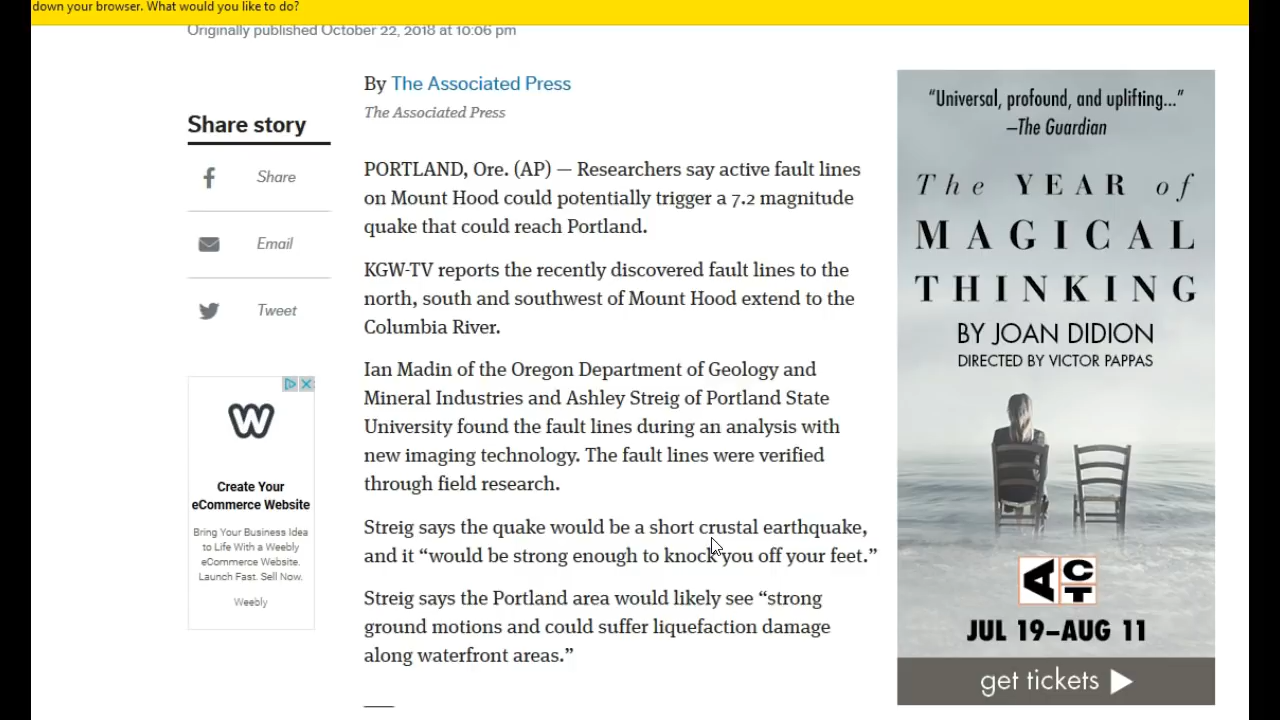 down your browser. What would you like to do?
Originally published October 22, 2018 at 10:06 pm
By The Associated Press
The Associated Press
Share story
Share
Email
Tweet
PORTLAND, Ore. (AP) — Researchers say active fault lines
on Mount Hood could potentially trigger a 7.2 magnitude
quake that could reach Portland.
KGW-TV reports the recently discovered fault lines to the
north, south and southwest of Mount Hood extend to the
Columbia River.
Ian Madin of the Oregon Department of Geology and
Mineral Industries and Ashley Streig of Portland State
University found the fault lines during an analysis with
new imaging technology. The fault lines were verified
through field research.
Streig says the quake would be a short crustal earthquake,
and it “would be strong enough to knock you off your feet.”
Streig says the Portland area would likely see “strong
ground motions and could suffer liquefaction damage
along waterfront areas.”
W
Create Your
eCommerce Website
Bring Your Business Idea
to Life With a Weebly
eCommerce Website.
Launch Fast. Sell Now.
Weebly
“Universal, profound, and uplifting...”
—The Guardian
The YEAR of
MAGICAL
THINKING
BY JOAN DIDION
DIRECTED BY VICTOR PAPPAS
ACT
JUL 19–AUG 11
get tickets